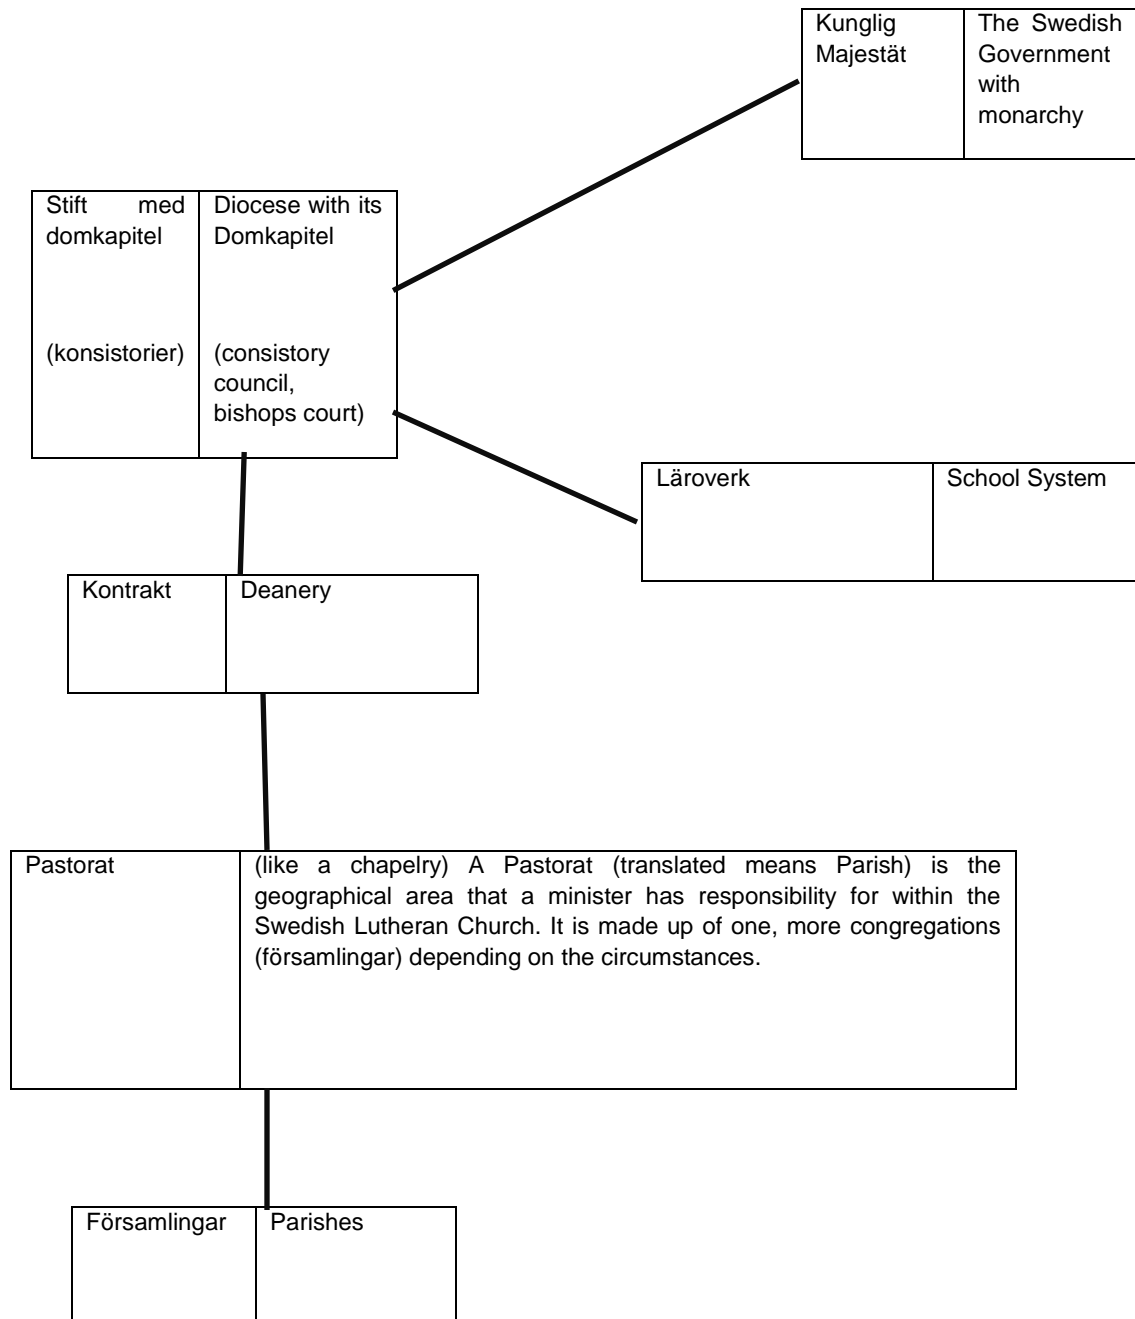 Kunglig
Majestät
The Swedish
Government
with
monarchy
Stift med
domkapitel
(konsistorier)
Diocese with its
Domkapitel
(consistory
council,
bishops court)
Läroverk
School System
Kontrakt
Deanery
Pastorat
(like a chapelry) A Pastorat (translated means Parish) is the
geographical area that a minister has responsibility for within the
Swedish Lutheran Church. It is made up of one, more congregations
(församlingar) depending on the circumstances.
Församlingar
Parishes